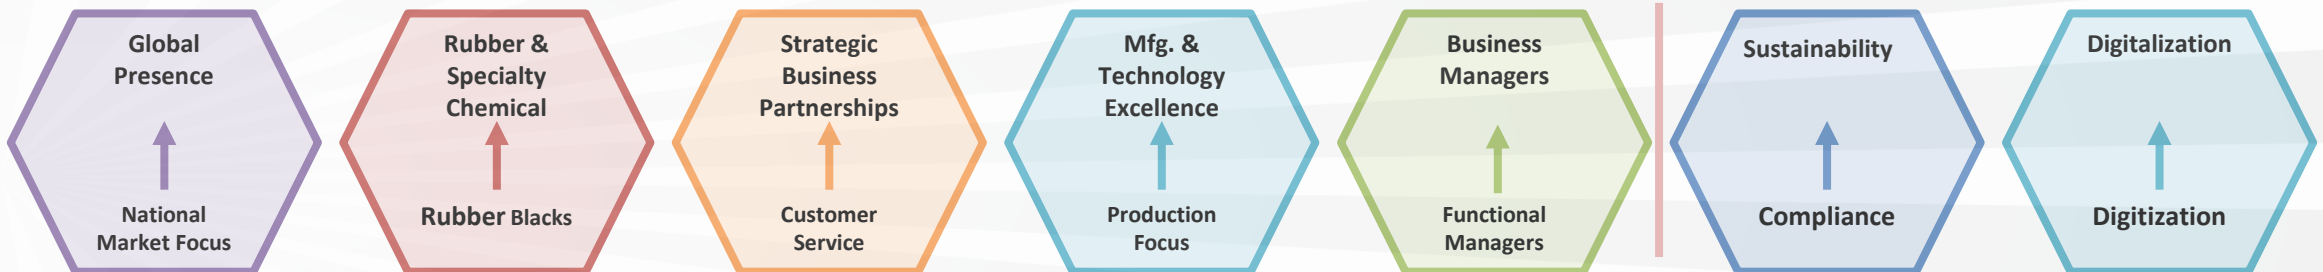 Global
Presence
National
Market Focus
Rubber &
Specialty
Chemical
Rubber Blacks
Strategic
Business
Partnerships
Customer
Service
Mfg. &
Technology
Excellence
Production
Focus
Business
Managers
Functional
Managers
Sustainability
Compliance
Digitalization
Digitization